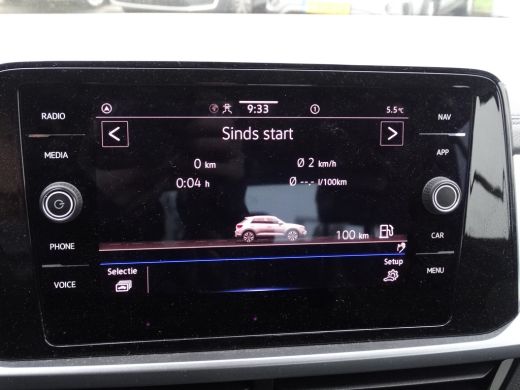 RADIO
MEDIA
PHONE
VOICE
9:33
1
5.5°C
< Sinds start >
0 km
Ø 2 km/h
0:04 h
Ø --.- l/100km
100 km
Selectie
Setup
NAV
APP
CAR
MENU